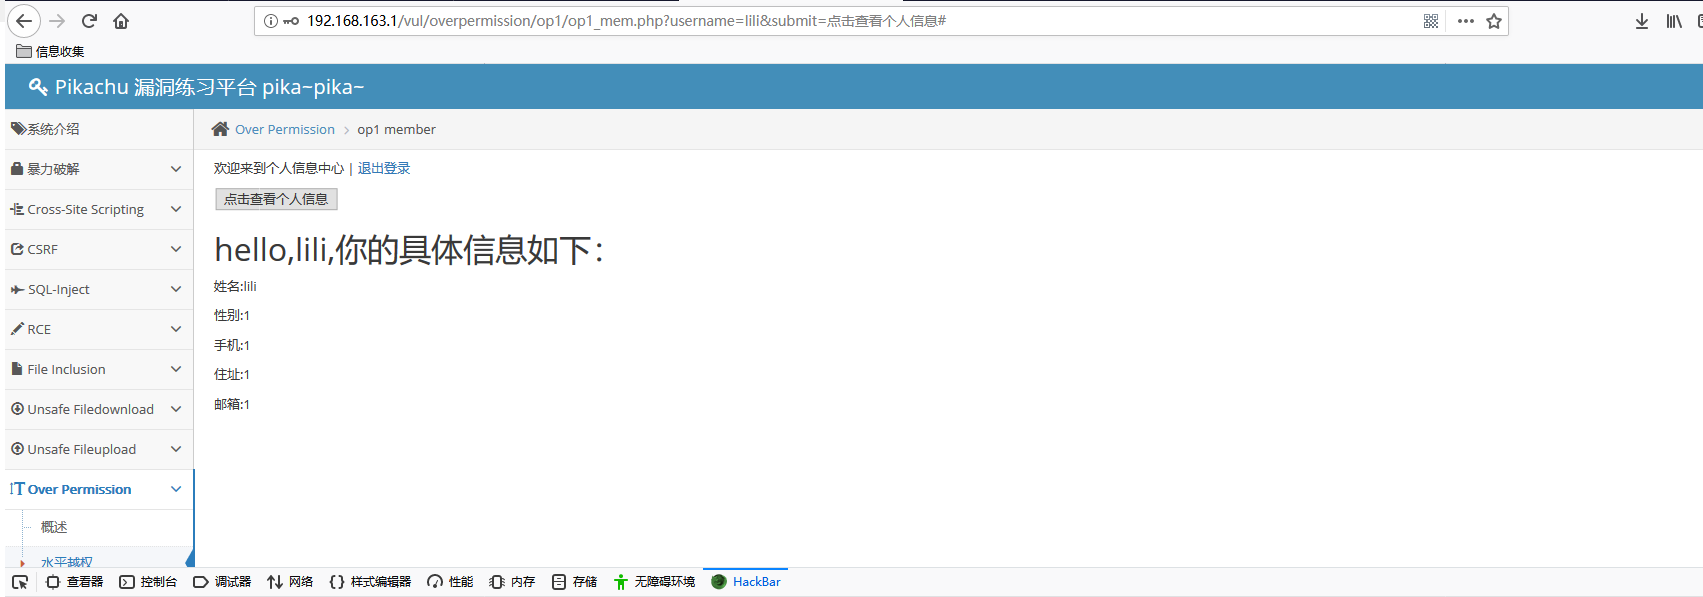 192.168.163.1/vul/overpermission/op1/op1_mem.php?username=lili&submit=点击查看个人信息#
信息收集
Pikachu 漏洞练习平台 pika~pika~
系统介绍
暴力破解
Cross-Site Scripting
CSRF
SQL-Inject
RCE
File Inclusion
Unsafe Filedownload
Unsafe Fileupload
Over Permission
概述
水平越权
Over Permission > op1 member
欢迎来到个人信息中心 | 退出登录
点击查看个人信息
hello,lili,你的具体信息如下：
姓名:lili
性别:1
手机:1
住址:1
邮箱:1
查看器 控制台 调试器 网络 {} 样式编辑器 性能 内存 存储 无障碍环境 HackBar